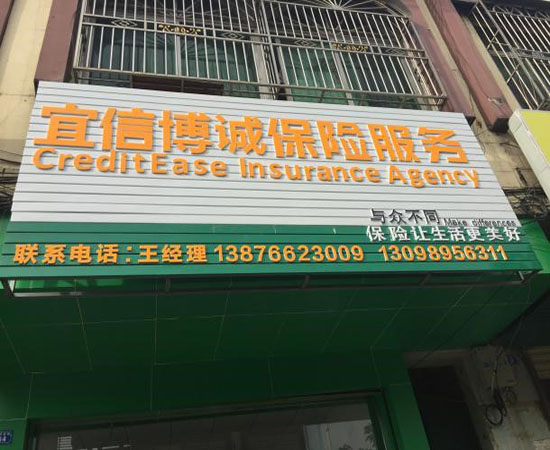 宜信博诚保险服务
CreditEase Insurance Agency
与众不同 Make differences
保险让生活更美好
联系电话：王经理 13876623009 13098956311